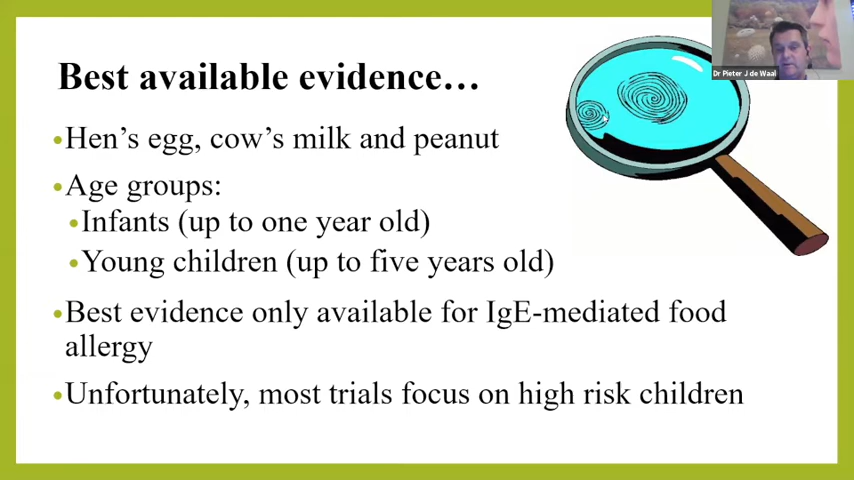 Best available evidence…
•Hen's egg, cow's milk and peanut
•Age groups:
•Infants (up to one year old)
•Young children (up to five years old)
•Best evidence only available for IgE-mediated food
allergy
•Unfortunately, most trials focus on high risk children
Dr Pieter J de Waal